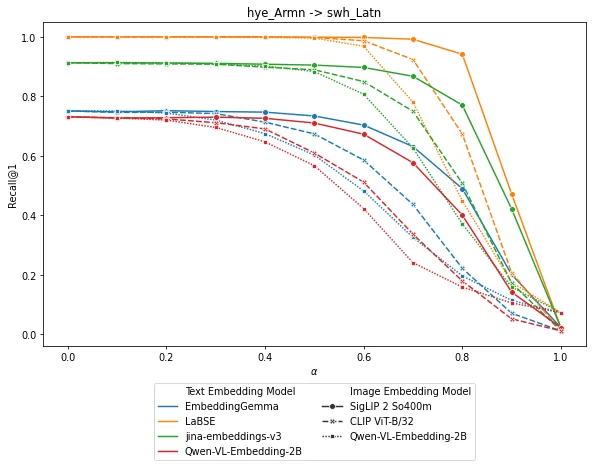 hye_Armn -> swh_Latn
Recall@1
1.0
0.8
0.6
0.4
0.2
0.0
0.0 0.2 0.4 0.6 0.8 1.0
α
Text Embedding Model Image Embedding Model
EmbeddingGemma SigLIP 2 So400m
LaBSE CLIP ViT-B/32
jina-embeddings-v3 Qwen-VL-Embedding-2B
Qwen-VL-Embedding-2B